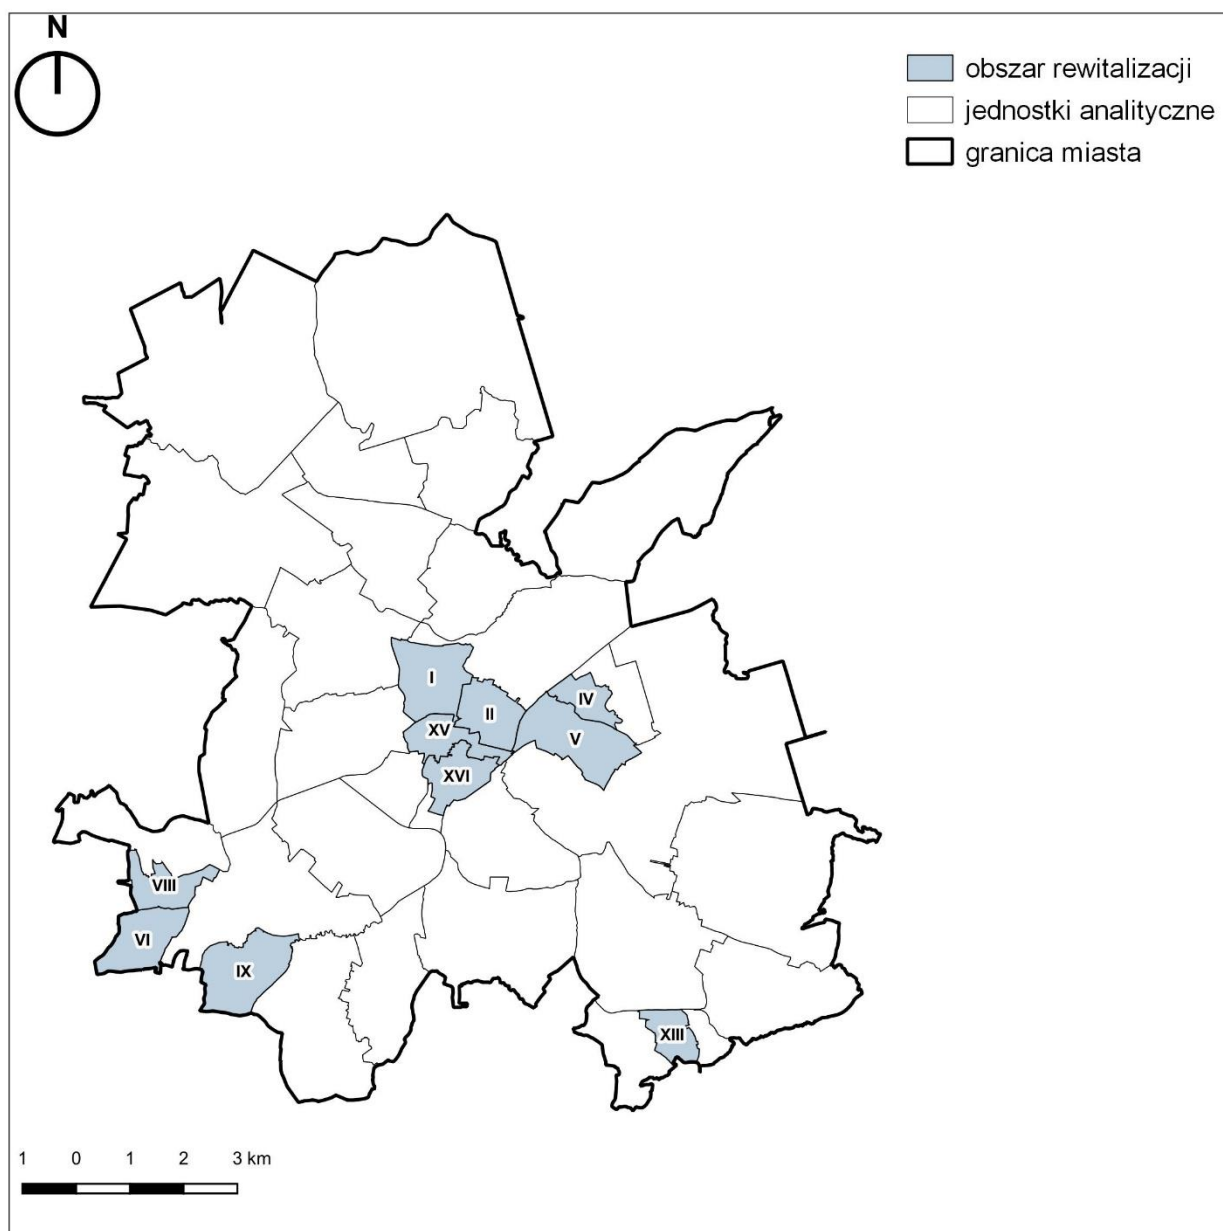 N
obszar rewitalizacji
jednostki analityczne
granica miasta
I
II
IV
XV
V
XVI
VIII
VI
IX
XIII
1 0 1 2 3 km